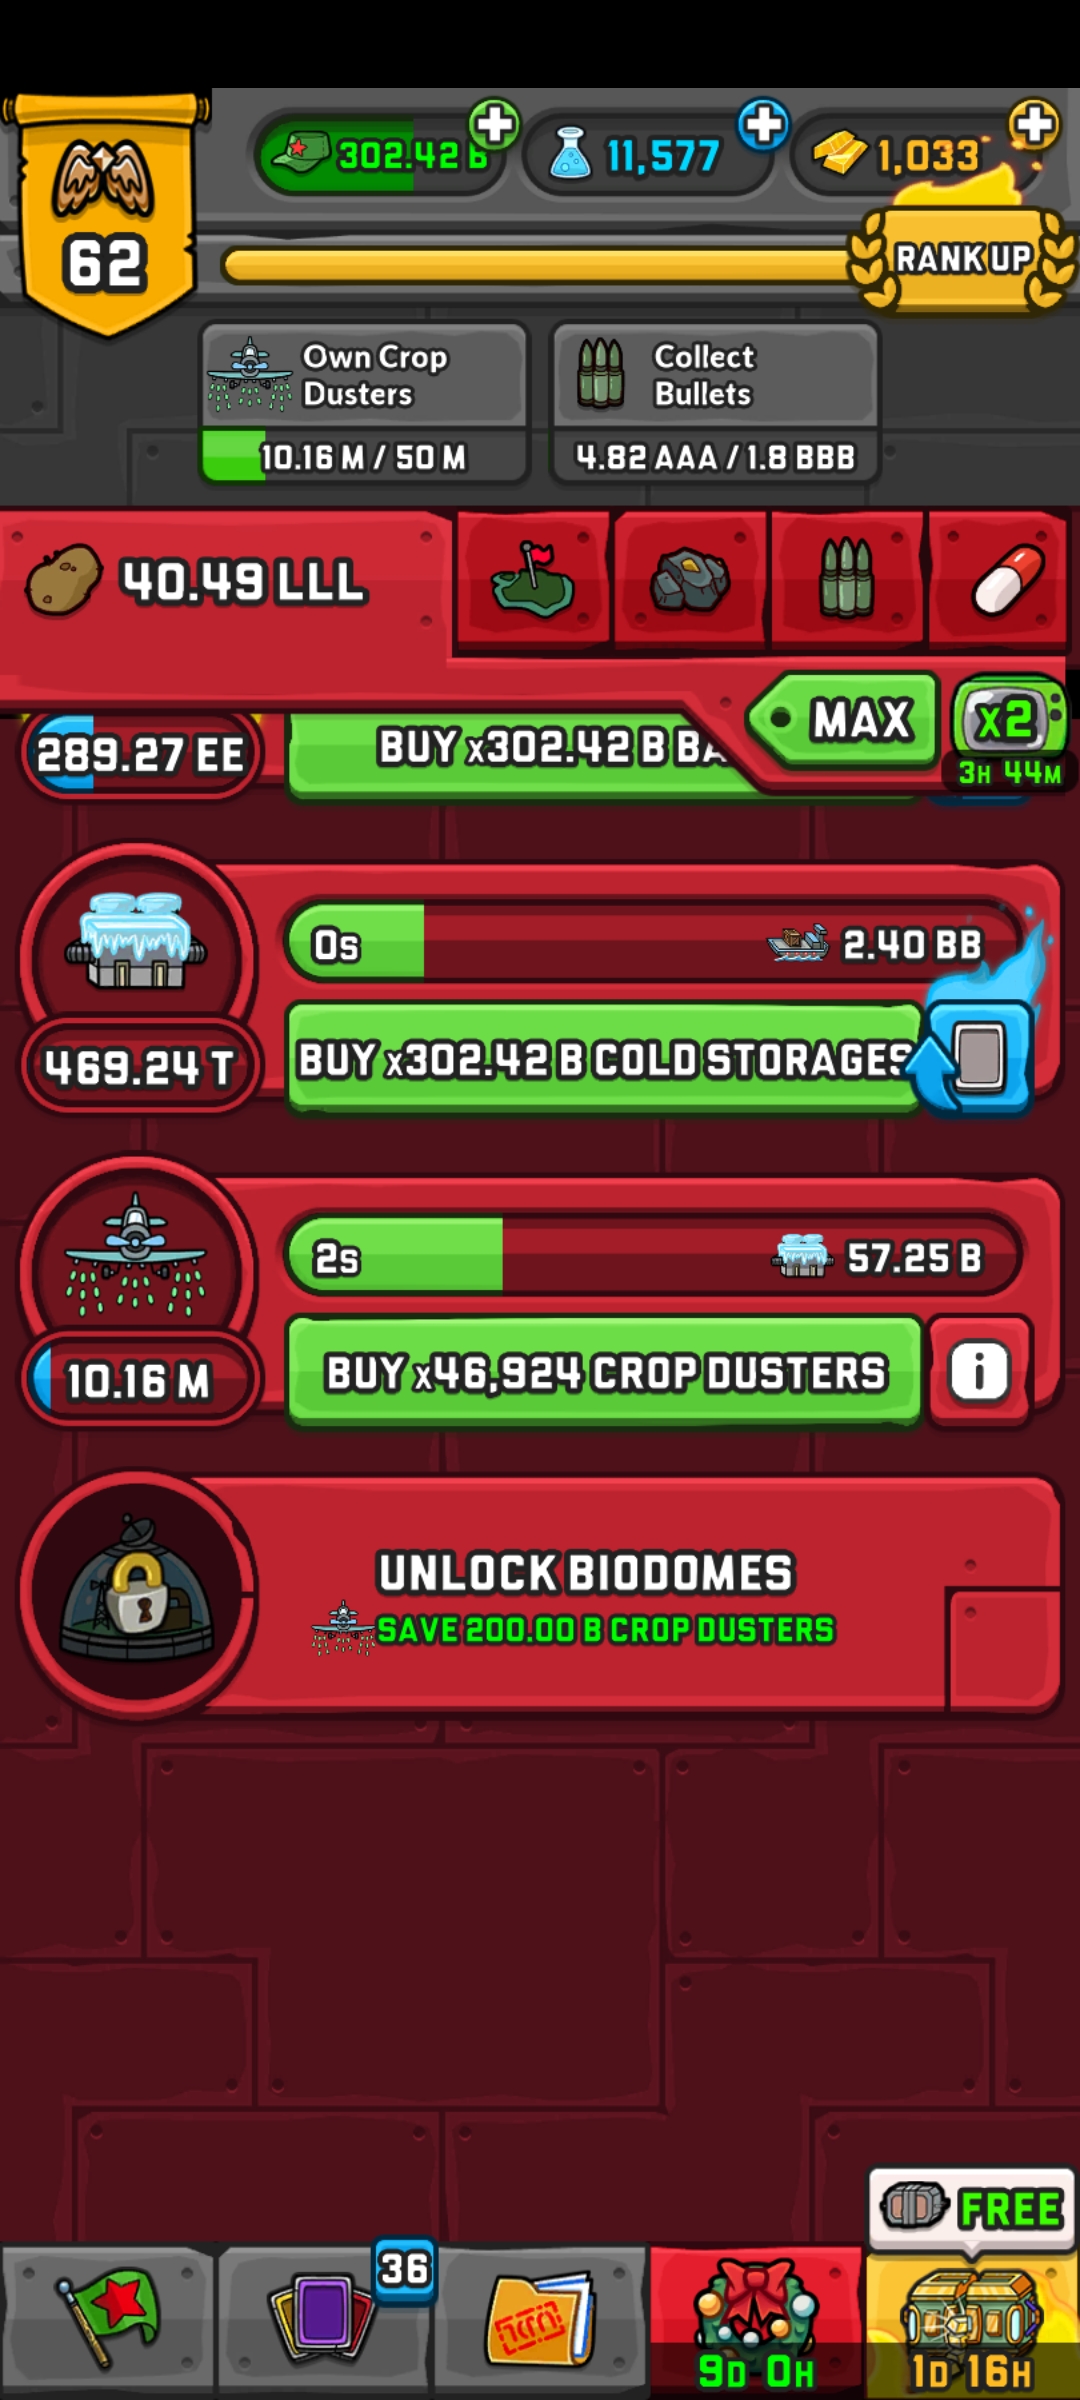 302.42 B
11,577
1,033
62
RANK UP
Own Crop
Dusters
Collect
Bullets
10.16 M / 50 M
4.82 AAA / 1.8 BBB
40.49 LLL
MAX
x2
3H 44M
289.27 EE
BUY x302.42 B BA
0s
2.40 BB
469.24 T
BUY x302.42 B COLD STORAGES
2s
57.25 B
10.16 M
BUY x46,924 CROP DUSTERS
i
UNLOCK BIODOMES
SAVE 200.00 B CROP DUSTERS
FREE
36
9D 0H
1D 16H